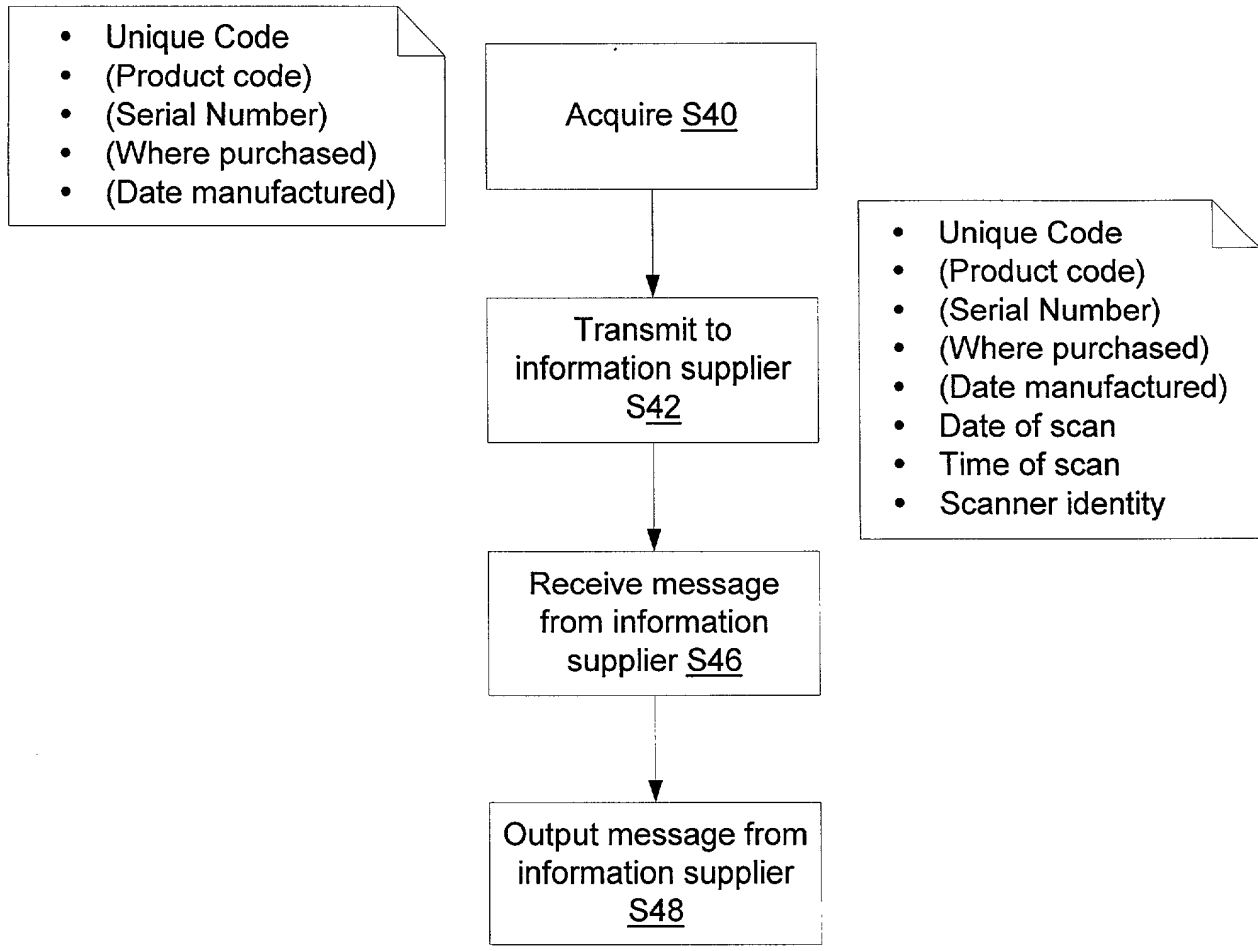 • Unique Code
• (Product code)
• (Serial Number)
• (Where purchased)
• (Date manufactured)
Acquire S40
Transmit to
information supplier
S42
• Unique Code
• (Product code)
• (Serial Number)
• (Where purchased)
• (Date manufactured)
• Date of scan
• Time of scan
• Scanner identity
Receive message
from information
supplier S46
Output message from
information supplier
S48